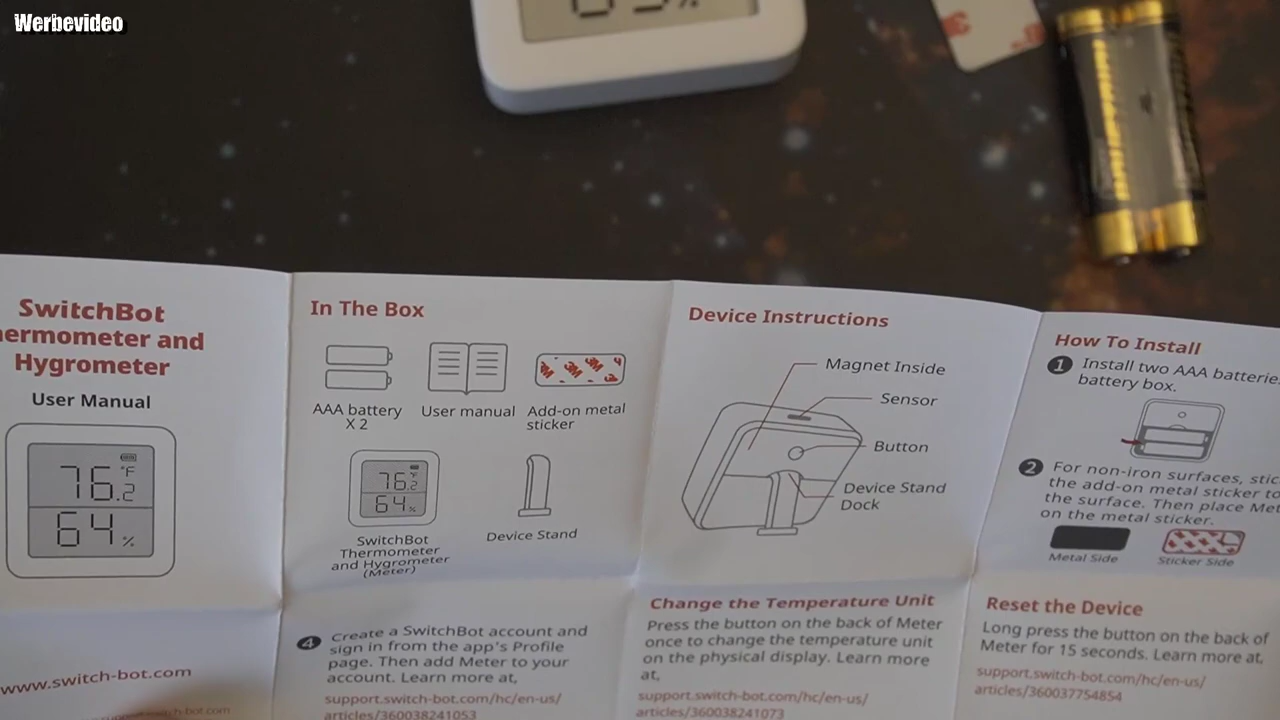 Werbevideo
%
SwitchBot
ermometer and
Hygrometer
User Manual
76.2 °F
64 %
www.switch-bot.com
In The Box
AAA battery
X 2
User manual
Add-on metal
sticker
76.2 °F
64 %
SwitchBot
Thermometer
and Hygrometer
(Meter)
Device Stand
4 Create a SwitchBot account and
sign in from the app's Profile
page. Then add Meter to your
account. Learn more at,
support.switch-bot.com/hc/en-us/
articles/360038241053
Device Instructions
Magnet Inside
Sensor
Button
Device Stand
Dock
Change the Temperature Unit
Press the button on the back of Meter
once to change the temperature unit
on the physical display. Learn more
at,
support.switch-bot.com/hc/en-us/
articles/360038241073
How To Install
1 Install two AAA batterie
battery box.
2 For non-iron surfaces, stic
the add-on metal sticker to
the surface. Then place Met
on the metal sticker.
Metal Side
Sticker Side
Reset the Device
Long press the button on the back of
Meter for 15 seconds. Learn more at,
support.switch-bot.com/hc/en-us/
articles/360037754854